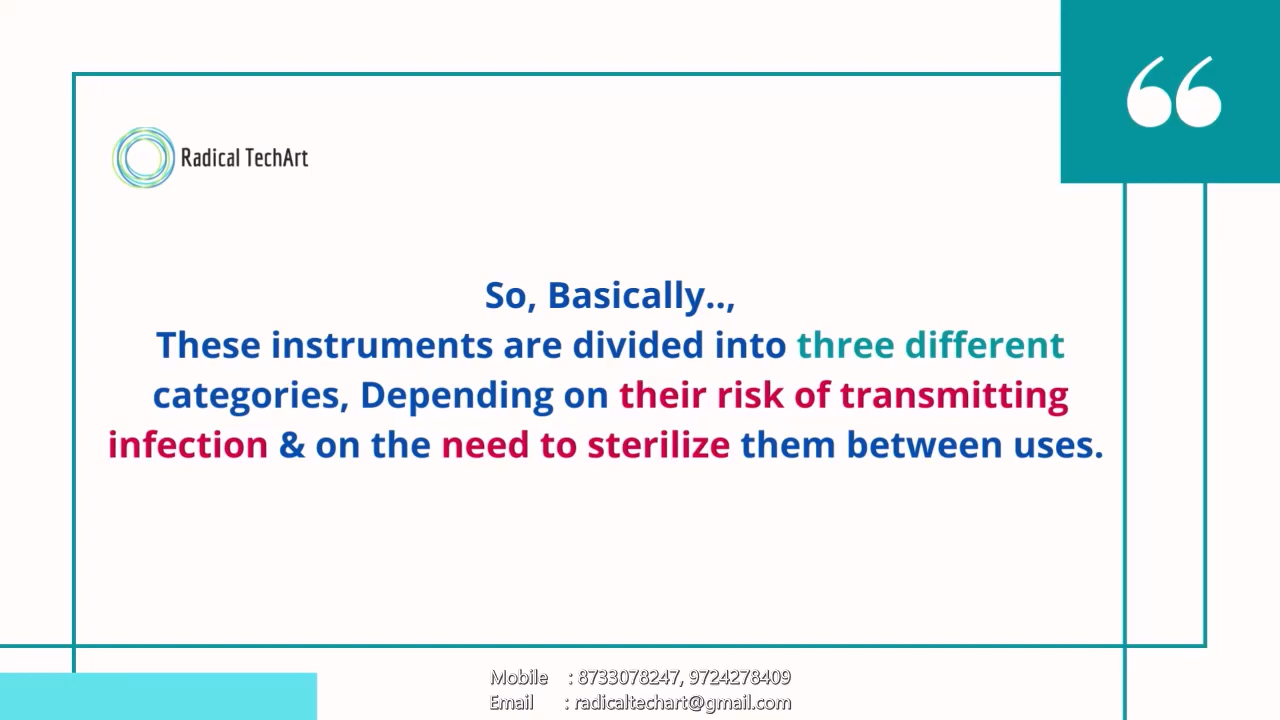 “
Radical TechArt
So, Basically..,
These instruments are divided into three different
categories, Depending on their risk of transmitting
infection & on the need to sterilize them between uses.
Mobile : 8733078247, 9724278409
Email : radicaltechart@gmail.com